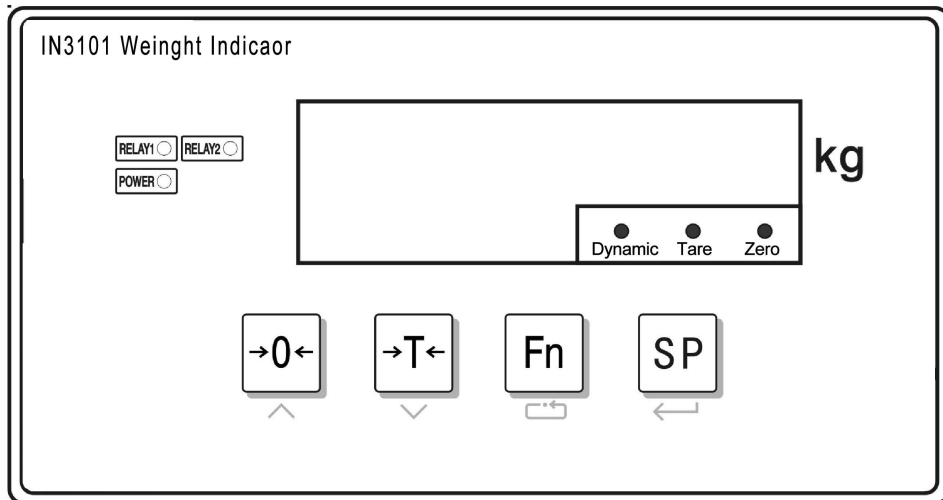 IN3101 Weinght Indicaor
RELAY1 RELAY2
POWER
kg
Dynamic Tare Zero
→0← →T← Fn SP